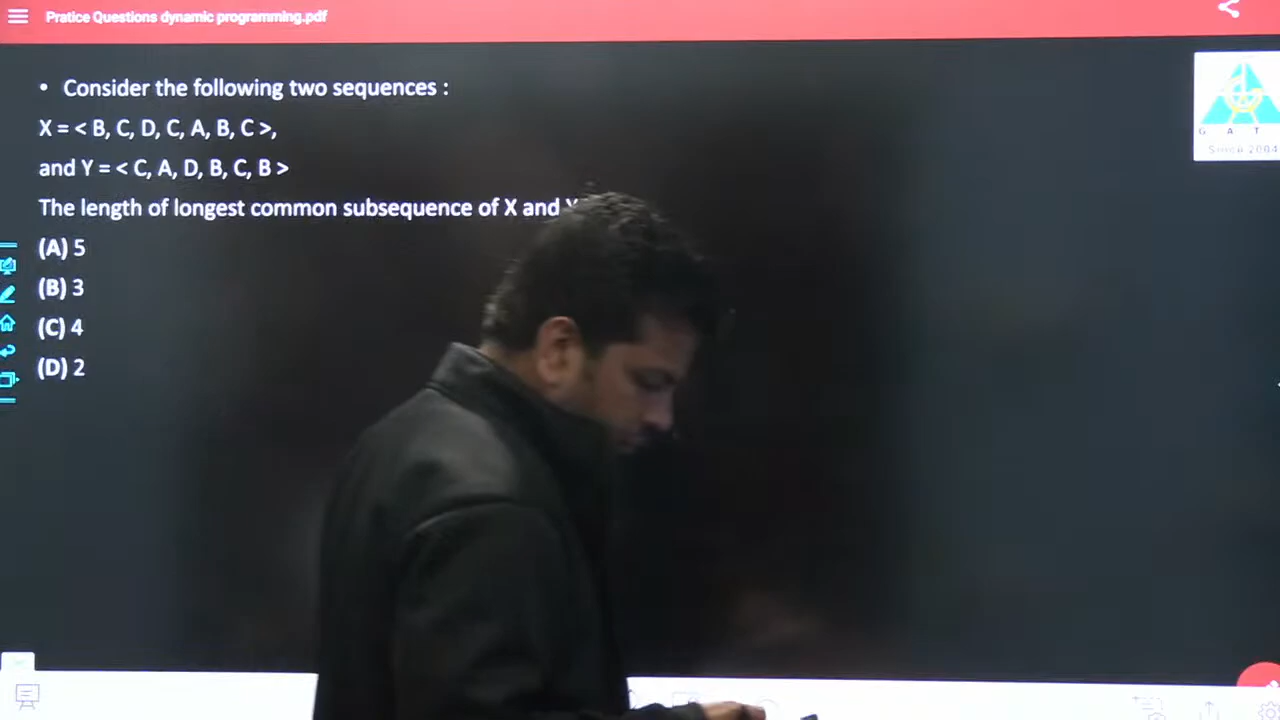 Pratice Questions dynamic programming.pdf
• Consider the following two sequences :
X = < B, C, D, C, A, B, C >,
and Y = < C, A, D, B, C, B >
The length of longest common subsequence of X and Y
(A) 5
(B) 3
(C) 4
(D) 2
G A T
Since 2004